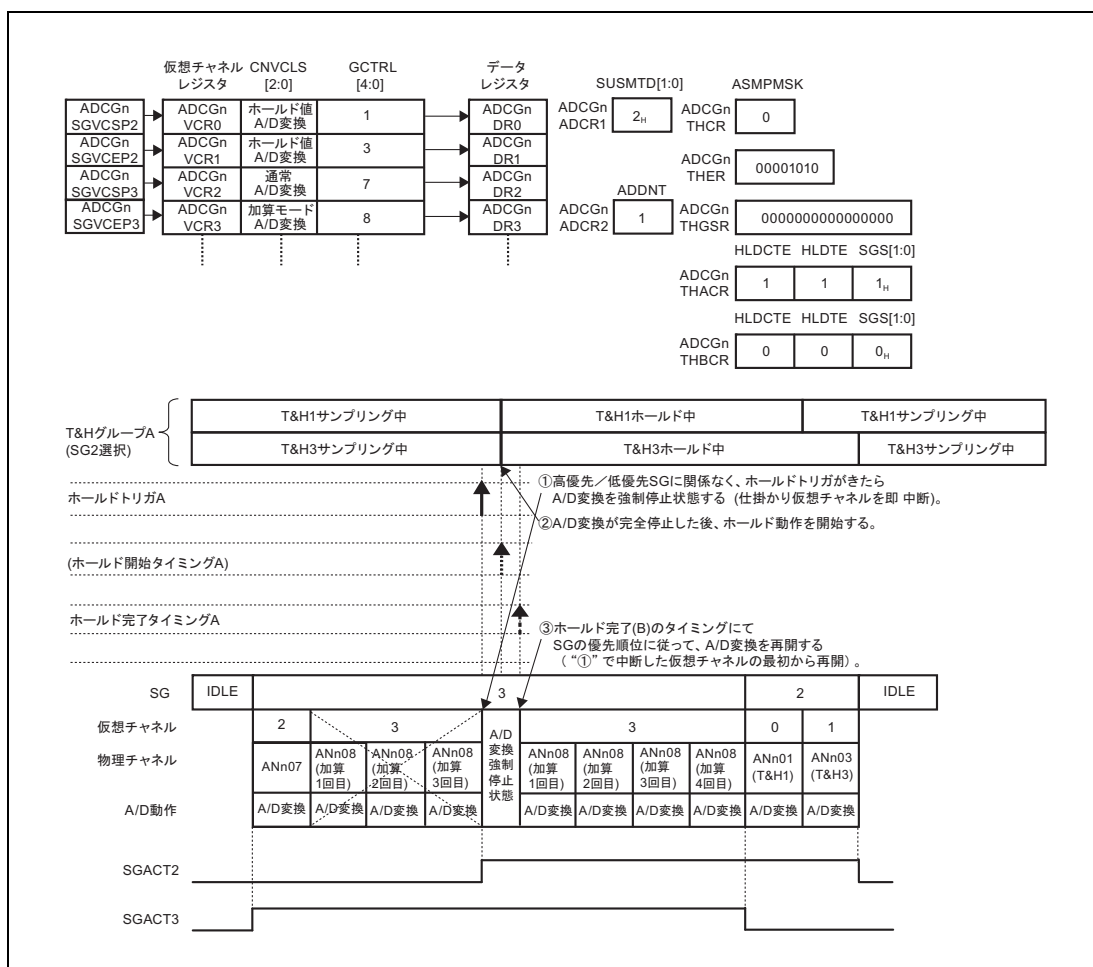 仮想チャネル CNVCLS GCTRL データ
レジスタ [2:0] [4:0] レジスタ
SUSMTD[1:0] ASMPMSK
ADCGn SGVCSP2 ADCGn VCR0 ホールド値 A/D変換 1 ADCGn DR0
ADCGn ADCR1 2H ADCGn THCR 0
ADCGn SGVCEP2 ADCGn VCR1 ホールド値 A/D変換 3 ADCGn DR1
ADCGn THER 00001010
ADCGn SGVCSP3 ADCGn VCR2 通常 A/D変換 7 ADCGn DR2
ADDNT
ADCGn SGVCEP3 ADCGn VCR3 加算モード A/D変換 8 ADCGn DR3
ADCGn ADCR2 1 ADCGn THGSR 0000000000000000
HLDCTE HLDTE SGS[1:0]
ADCGn THACR 1 1 1H
HLDCTE HLDTE SGS[1:0]
ADCGn THBCR 0 0 0H
T&HグループA
(SG2選択)
T&H1サンプリング中 T&H1ホールド中 T&H1サンプリング中
T&H3サンプリング中 T&H3ホールド中 T&H3サンプリング中
①高優先／低優先SGに関係なく、ホールドトリガがきたら
A/D変換を強制停止状態する (仕掛かり仮想チャネルを即 中断)。
ホールドトリガA
②A/D変換が完全停止した後、ホールド動作を開始する。
(ホールド開始タイミングA)
ホールド完了タイミングA
③ホールド完了(B)のタイミングにて
SGの優先順位に従って、A/D変換を再開する
( “①” で中断した仮想チャネルの最初から再開) 。
SG IDLE 3 2 IDLE
仮想チャネル 2 3 A/D変換強制停止状態 3 0 1
物理チャネル ANn07 ANn08 (加算 1回目) ANn08 (加算 2回目) ANn08 (加算 3回目) ANn08 (加算 1回目) ANn08 (加算 2回目) ANn08 (加算 3回目) ANn08 (加算 4回目) ANn01 (T&H1) ANn03 (T&H3)
A/D動作 A/D変換 A/D変換 A/D変換 A/D変換 A/D変換 A/D変換 A/D変換 A/D変換 A/D変換 A/D変換
SGACT2
SGACT3